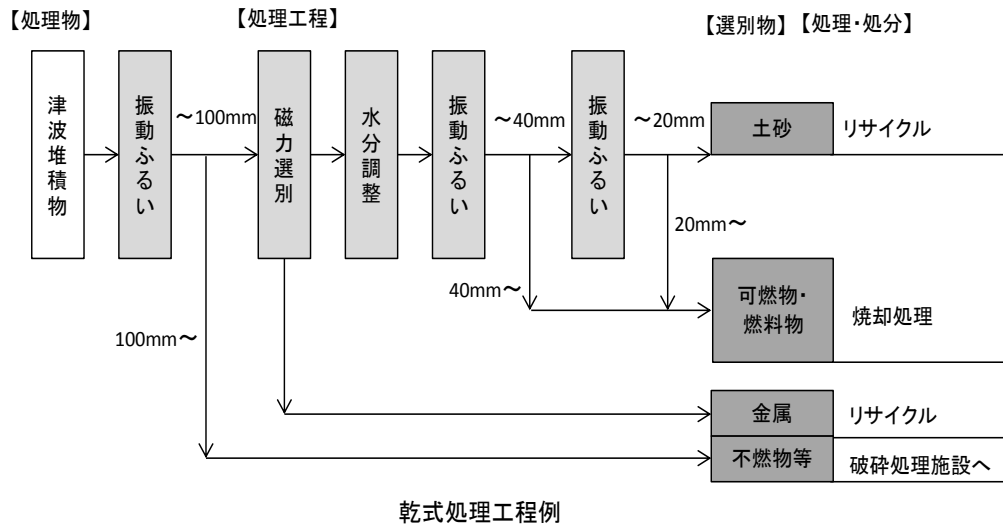 【処理物】
【処理工程】
【選別物】【処理・処分】
津波堆積物
振動ふるい
～100mm
磁力選別
水分調整
振動ふるい
～40mm
振動ふるい
～20mm
土砂
リサイクル
20mm～
40mm～
可燃物・
燃料物
焼却処理
100mm～
金属
リサイクル
不燃物等
破砕処理施設へ
乾式処理工程例